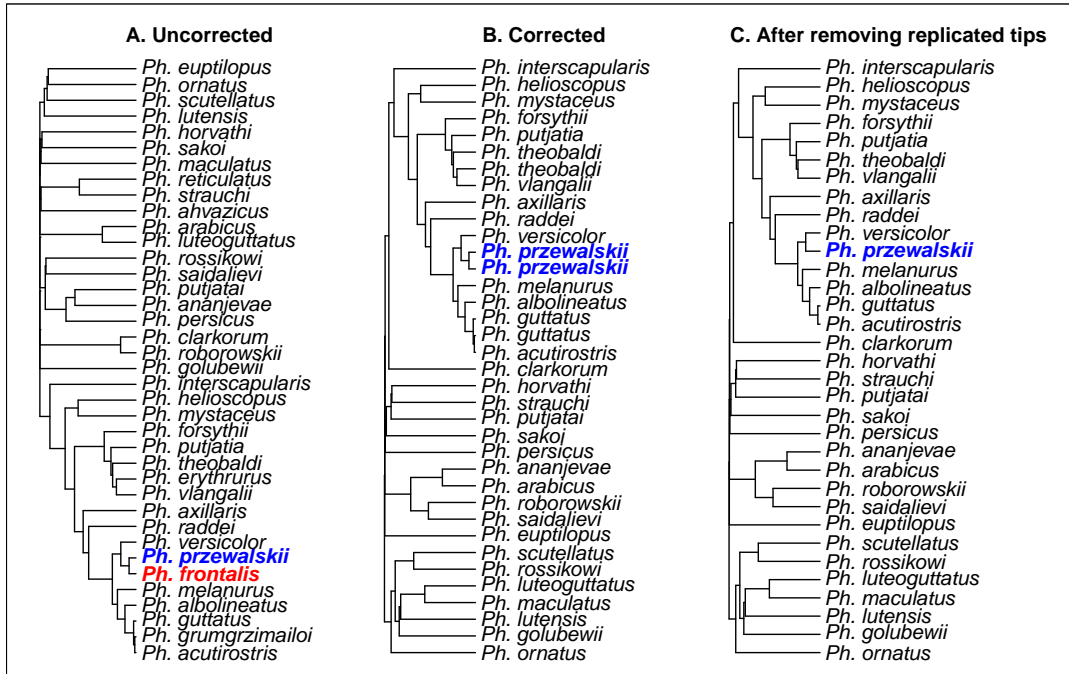 A. Uncorrected
Ph. euptilopus
Ph. ornatus
Ph. scutellatus
Ph. lutensis
Ph. horvathi
Ph. sakoi
Ph. maculatus
Ph. reticulatus
Ph. strauchi
Ph. ahvazicus
Ph. arabicus
Ph. luteoguttatus
Ph. rossikowi
Ph. saidalievi
Ph. putjatai
Ph. ananjevae
Ph. persicus
Ph. clarkorum
Ph. roborowskii
Ph. golubewii
Ph. interscapularis
Ph. helioscopus
Ph. mystaceus
Ph. forsythii
Ph. putjatia
Ph. theobaldi
Ph. erythrurus
Ph. vlangalii
Ph. axillaris
Ph. raddei
Ph. versicolor
Ph. przewalskii
Ph. frontalis
Ph. melanurus
Ph. albolineatus
Ph. guttatus
Ph. grumgrzimailoi
Ph. acutirostris
B. Corrected
Ph. interscapularis
Ph. helioscopus
Ph. mystaceus
Ph. forsythii
Ph. putjatia
Ph. theobaldi
Ph. theobaldi
Ph. vlangalii
Ph. axillaris
Ph. raddei
Ph. versicolor
Ph. przewalskii
Ph. przewalskii
Ph. melanurus
Ph. albolineatus
Ph. guttatus
Ph. guttatus
Ph. acutirostris
Ph. clarkorum
Ph. horvathi
Ph. strauchi
Ph. putjatai
Ph. sakoi
Ph. persicus
Ph. ananjevae
Ph. arabicus
Ph. roborowskii
Ph. saidalievi
Ph. euptilopus
Ph. scutellatus
Ph. rossikowi
Ph. luteoguttatus
Ph. maculatus
Ph. lutensis
Ph. golubewii
Ph. ornatus
C. After removing replicated tips
Ph. interscapularis
Ph. helioscopus
Ph. mystaceus
Ph. forsythii
Ph. putjatia
Ph. theobaldi
Ph. vlangalii
Ph. axillaris
Ph. raddei
Ph. versicolor
Ph. przewalskii
Ph. melanurus
Ph. albolineatus
Ph. guttatus
Ph. acutirostris
Ph. clarkorum
Ph. horvathi
Ph. strauchi
Ph. putjatai
Ph. sakoi
Ph. persicus
Ph. ananjevae
Ph. arabicus
Ph. roborowskii
Ph. saidalievi
Ph. euptilopus
Ph. scutellatus
Ph. rossikowi
Ph. luteoguttatus
Ph. maculatus
Ph. lutensis
Ph. golubewii
Ph. ornatus